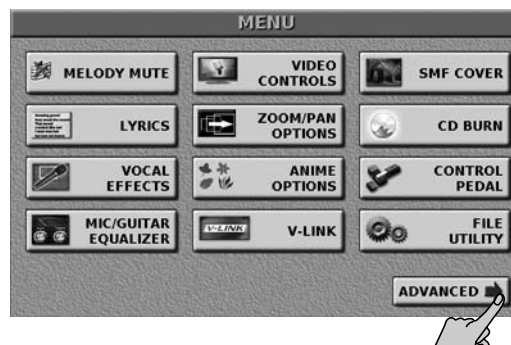 MENU
MELODY MUTE
VIDEO
CONTROLS
SMF COVER
LYRICS
ZOOM/PAN
OPTIONS
CD BURN
VOCAL
EFFECTS
ANIME
OPTIONS
CONTROL
PEDAL
MIC/GUITAR
EQUALIZER
V-LINK
V-LINK
FILE
UTILITY
ADVANCED